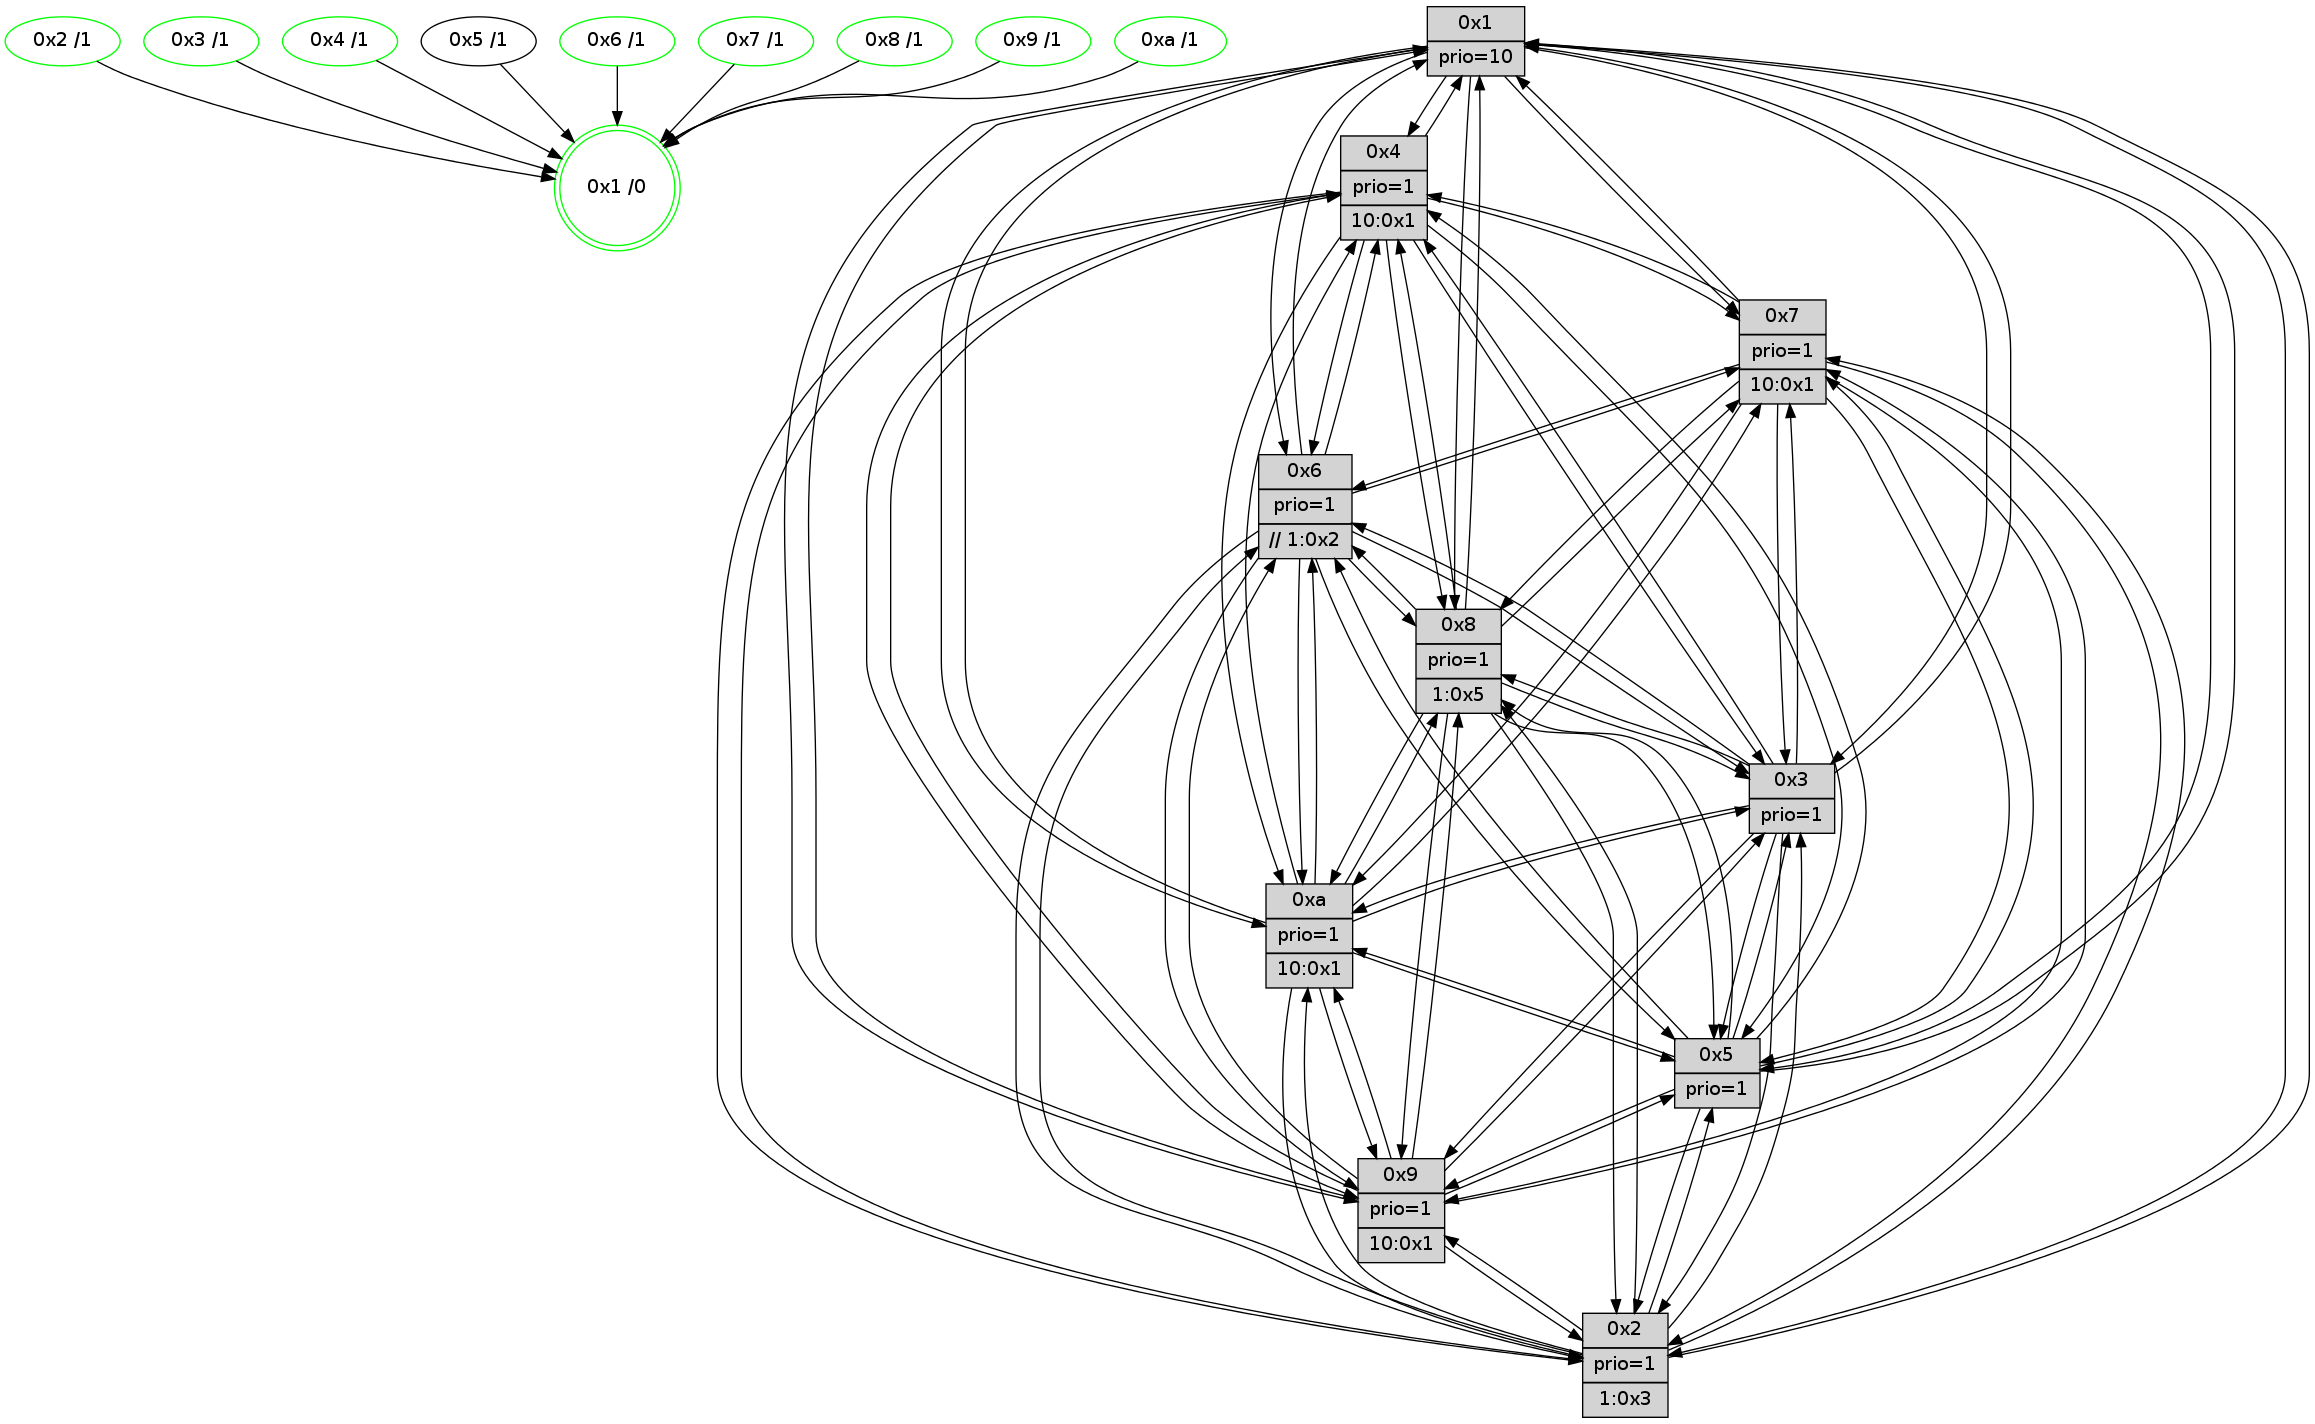 0x2 /1
0x3 /1
0x4 /1
0x5 /1
0x6 /1
0x7 /1
0x8 /1
0x9 /1
0xa /1
0x1 /0
0x1
prio=10
0x4
prio=1
10:0x1
0x7
prio=1
10:0x1
0x6
prio=1
// 1:0x2
0x8
prio=1
1:0x5
0x3
prio=1
0xa
prio=1
10:0x1
0x5
prio=1
0x9
prio=1
10:0x1
0x2
prio=1
1:0x3